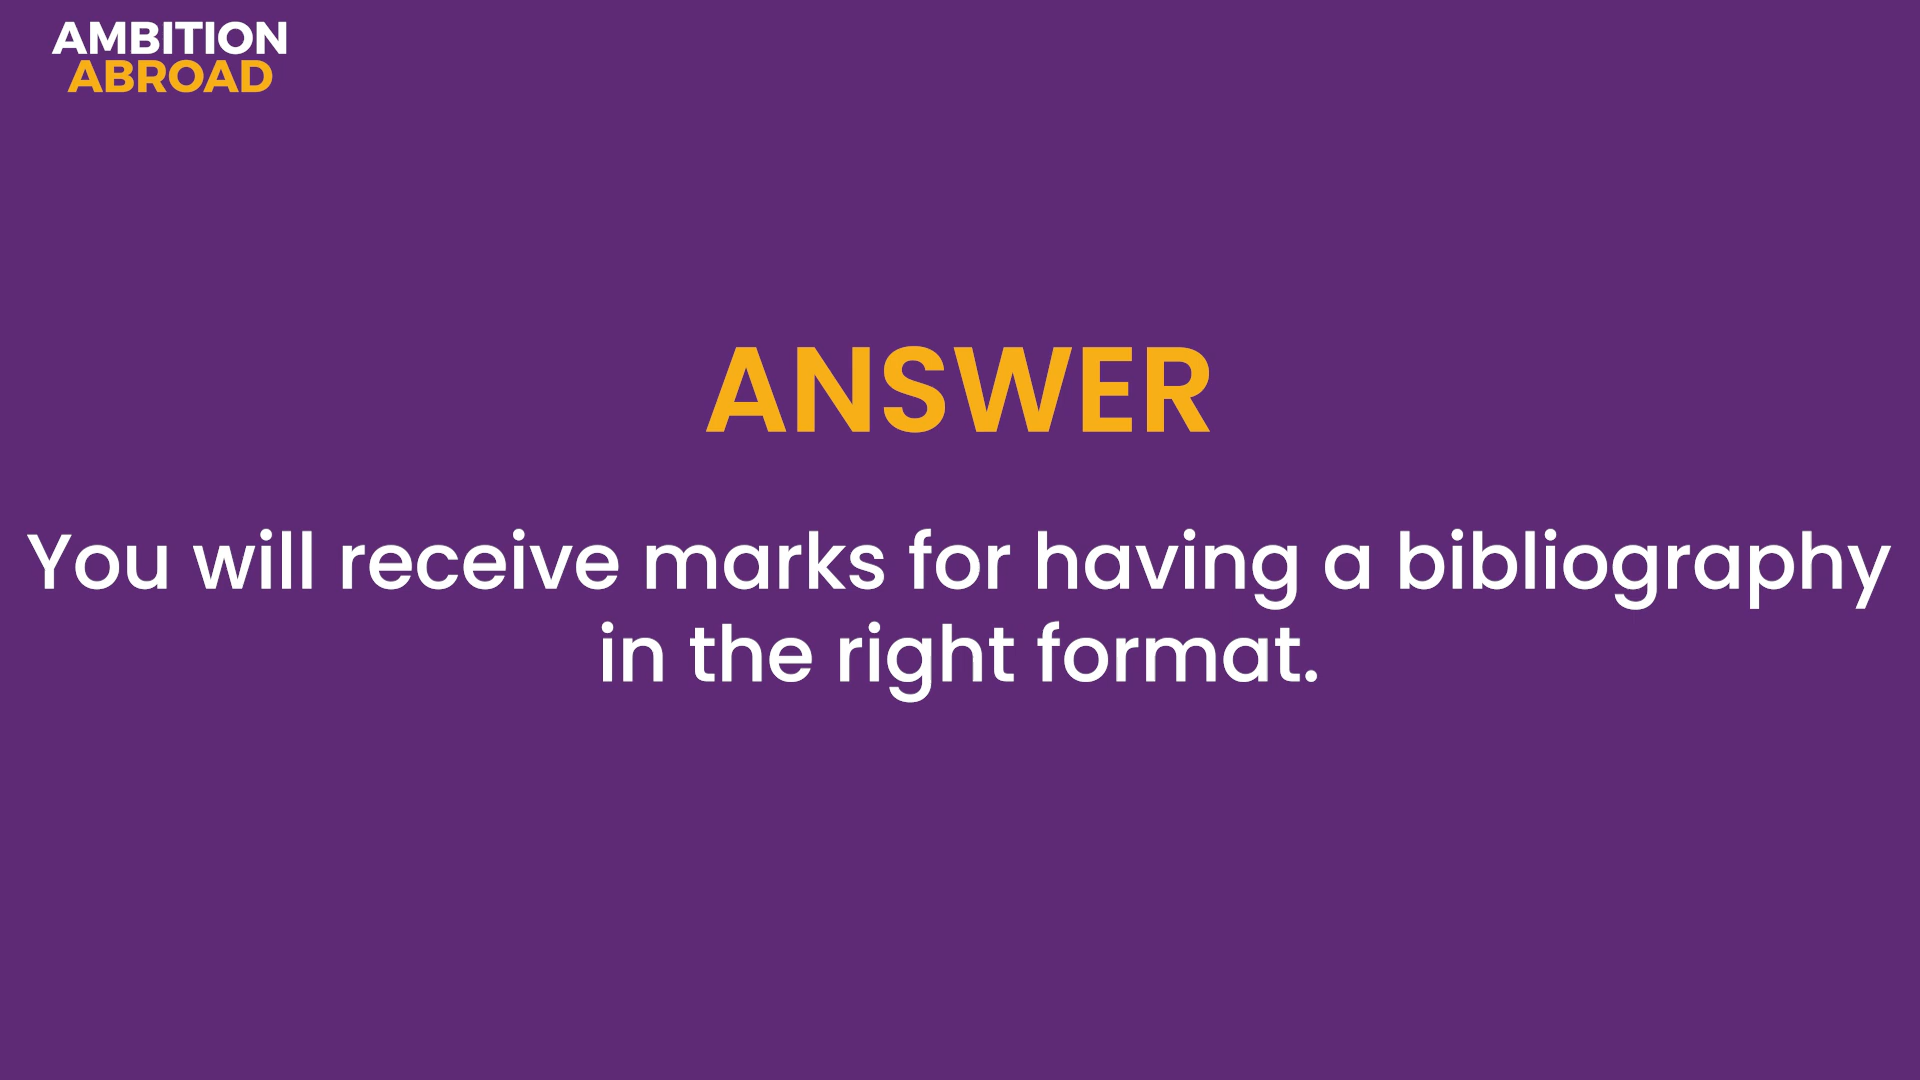 AMBITION
ABROAD
ANSWER
You will receive marks for having a bibliography
in the right format.